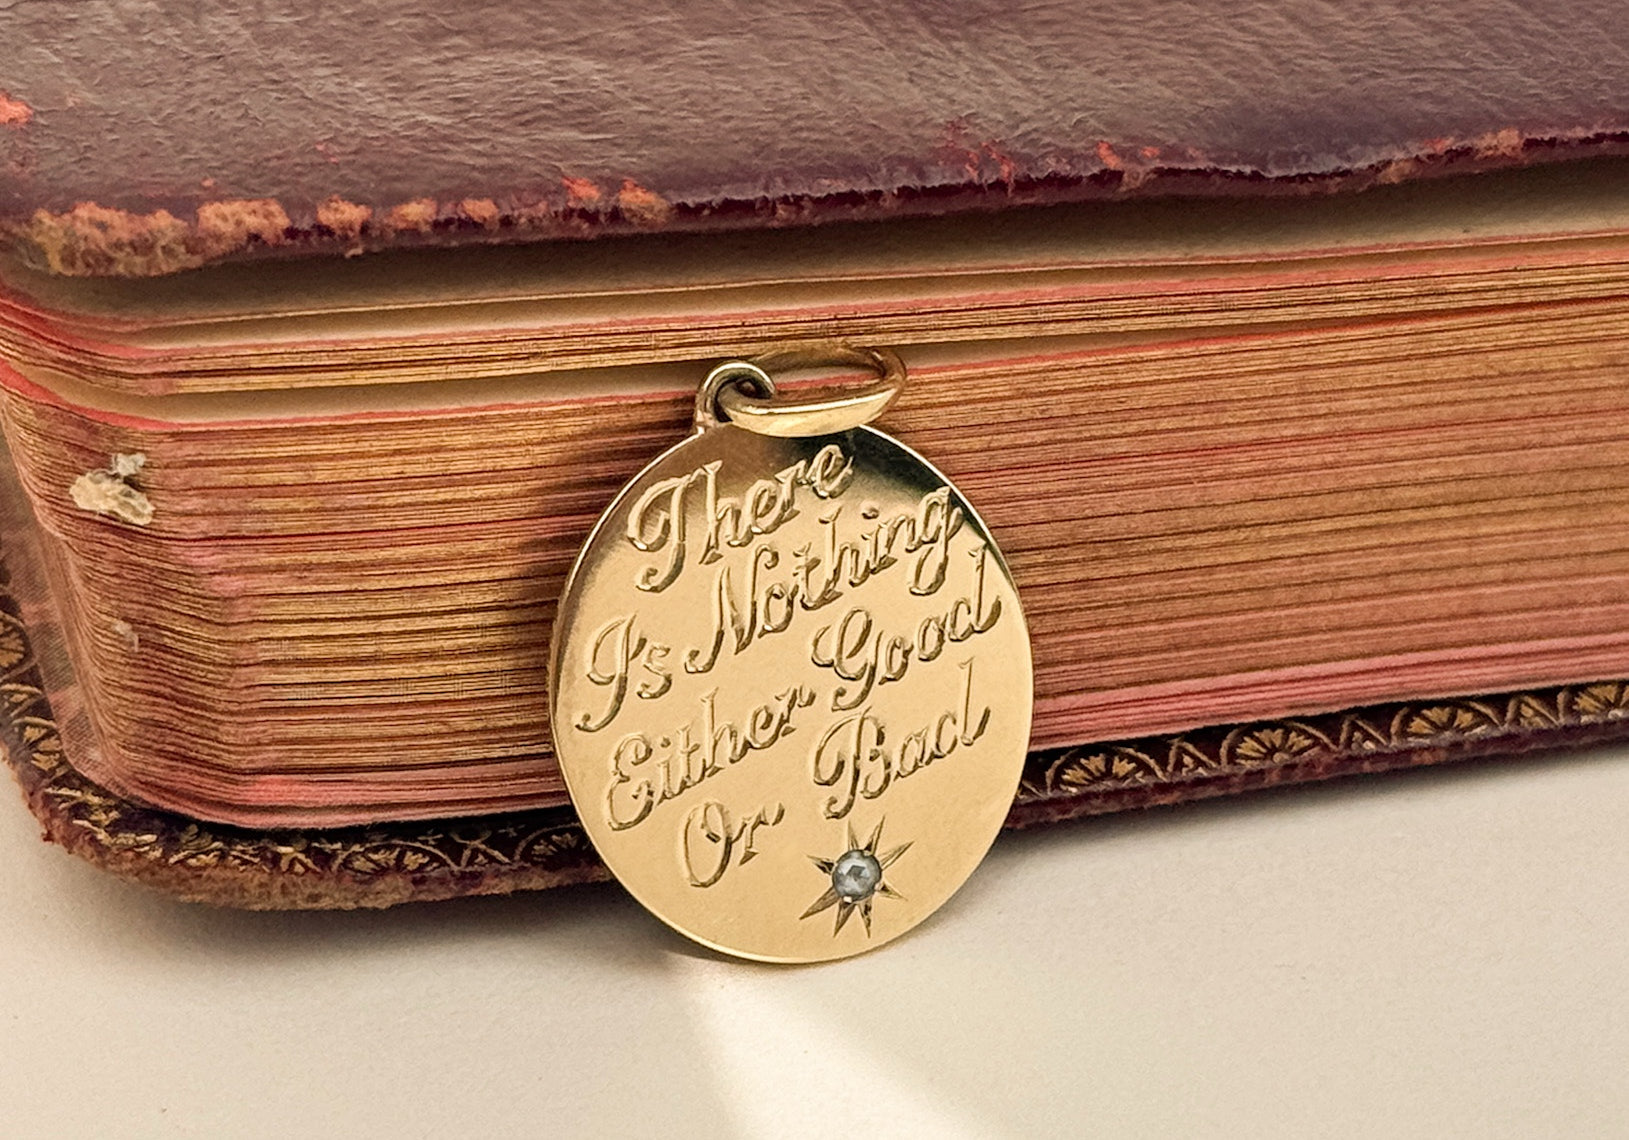 There
Is Nothing
Either Good
Or Bad